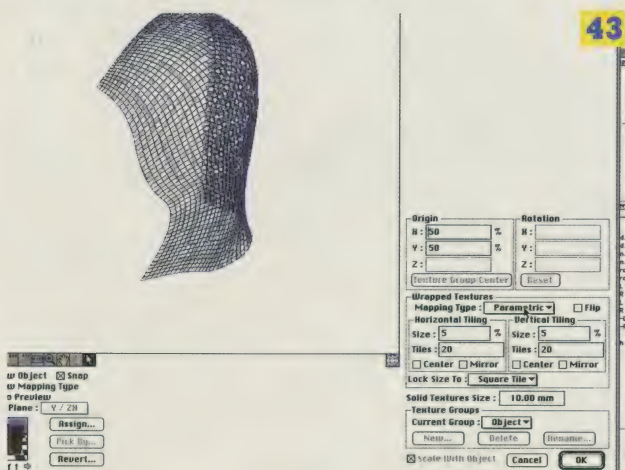 43
Origin
Rotation
X: 50 %
X:
Y: 50 %
Y:
Z:
Z:
Texture Group Center
Reset
Wrapped Textures
Mapping Type: Parametric
Flip
Horizontal Tiling
Vertical Tiling
Size: 5 %
Size: 5 %
Tiles: 20
Tiles: 20
Center Mirror
Center Mirror
Lock Size To: Square Tile
Solid Textures Size: 10.00 mm
Texture Groups
Current Group: Object
New...
Delete
Rename...
Scale With Object
Cancel
OK
w Object Snap
w Mapping Type
o Preview
Plane:
Assign...
Pick By...
Revert...